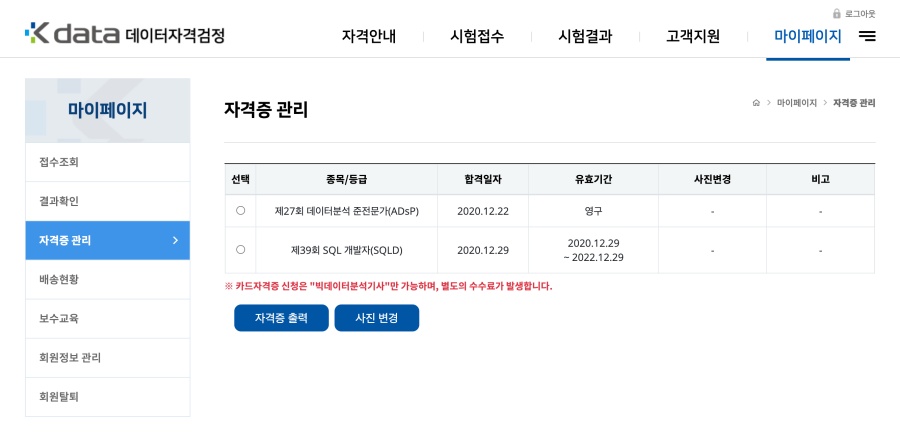 로그아웃
Kdata 데이터자격검정
자격안내 시험접수 시험결과 고객지원 마이페이지
마이페이지
접수조회
결과확인
자격증 관리
배송현황
보수교육
회원정보 관리
회원탈퇴
자격증 관리
마이페이지 > 자격증 관리
선택 종목/등급 합격일자 유효기간 사진변경 비고
제27회 데이터분석 준전문가(ADsP) 2020.12.22 영구 - -
제39회 SQL 개발자(SQLD) 2020.12.29 2020.12.29 - -
~ 2022.12.29
※ 카드자격증 신청은 "빅데이터분석기사"만 가능하며, 별도의 수수료가 발생합니다.
자격증 출력 사진 변경